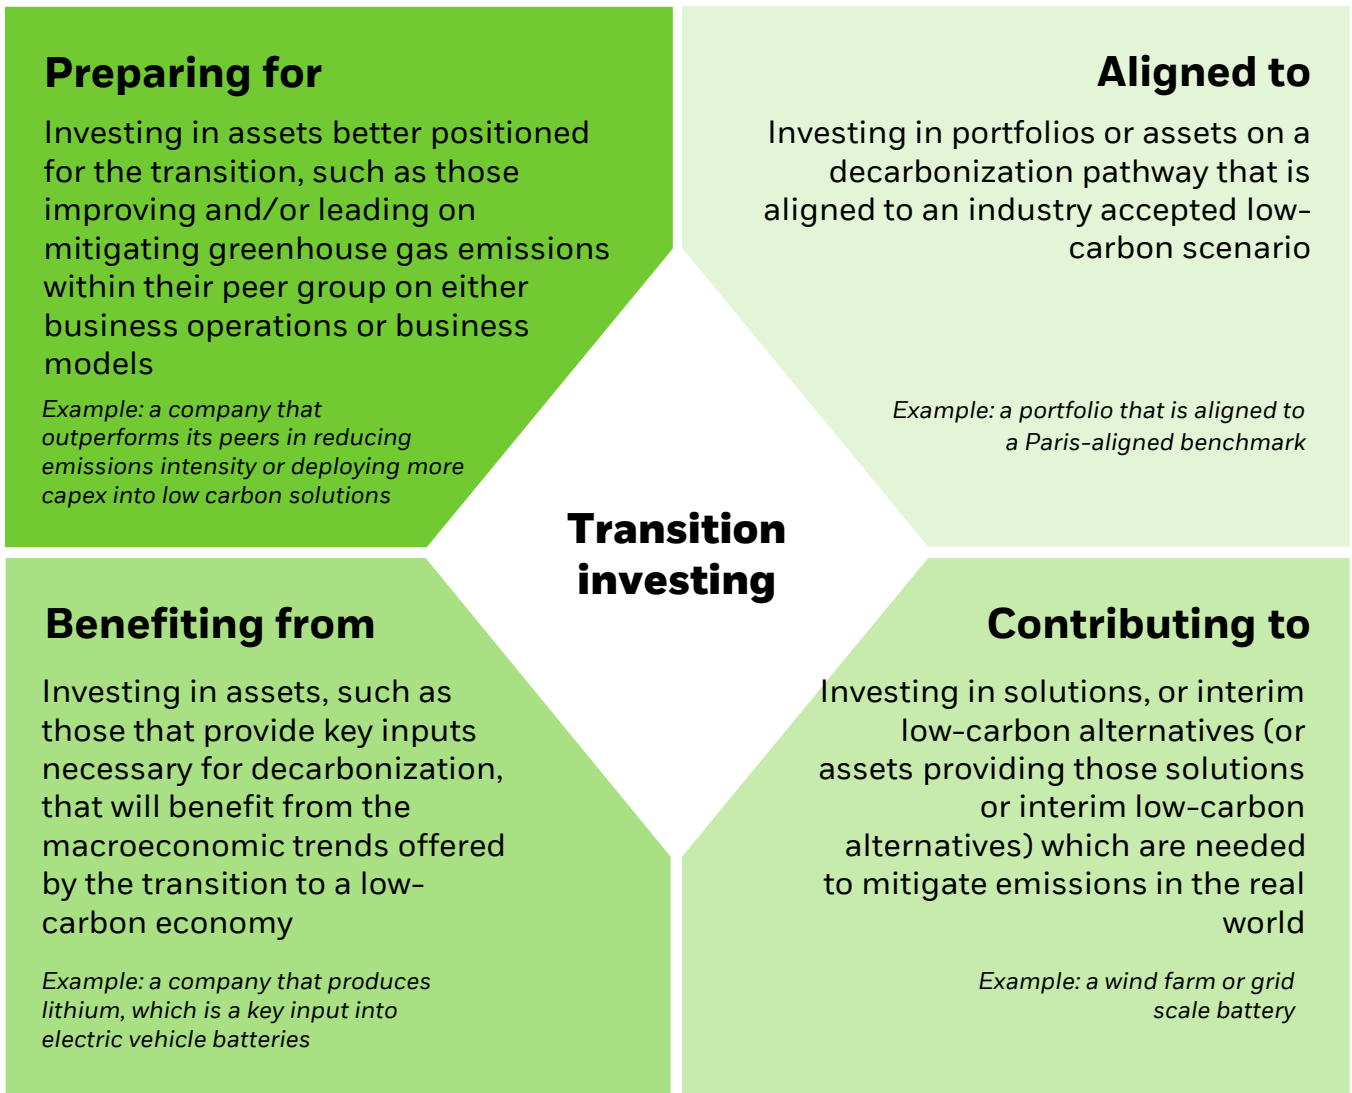 Preparing for
Investing in assets better positioned
for the transition, such as those
improving and/or leading on
mitigating greenhouse gas emissions
within their peer group on either
business operations or business
models
Example: a company that
outperforms its peers in reducing
emissions intensity or deploying more
capex into low carbon solutions
Aligned to
Investing in portfolios or assets on a
decarbonization pathway that is
aligned to an industry accepted low-
carbon scenario
Example: a portfolio that is aligned to
a Paris-aligned benchmark
Transition
investing
Benefiting from
Investing in assets, such as
those that provide key inputs
necessary for decarbonization,
that will benefit from the
macroeconomic trends offered
by the transition to a low-
carbon economy
Example: a company that produces
lithium, which is a key input into
electric vehicle batteries
Contributing to
Investing in solutions, or interim
low-carbon alternatives (or
assets providing those solutions
or interim low-carbon
alternatives) which are needed
to mitigate emissions in the real
world
Example: a wind farm or grid
scale battery